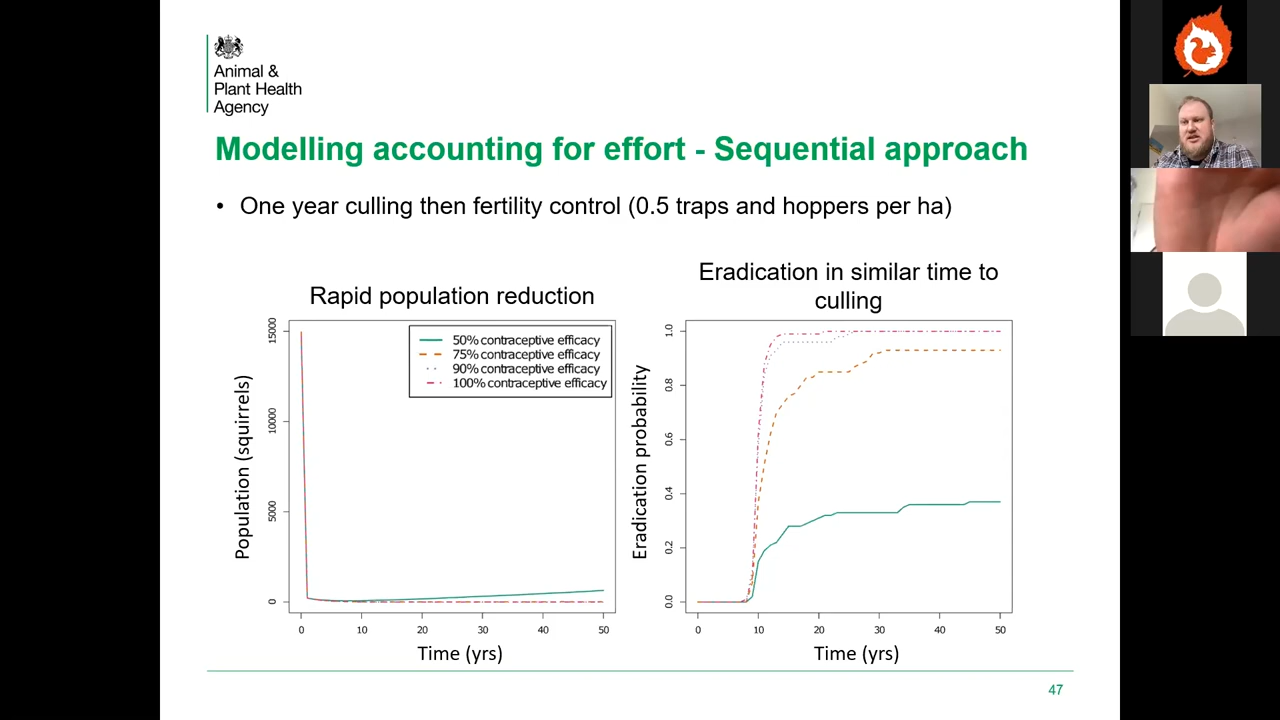 Animal &
Plant Health
Agency
Modelling accounting for effort - Sequential approach
• One year culling then fertility control (0.5 traps and hoppers per ha)
Rapid population reduction
Population (squirrels)
15000
10000
5000
0
50% contraceptive efficacy
75% contraceptive efficacy
90% contraceptive efficacy
100% contraceptive efficacy
0 10 20 30 40 50
Time (yrs)
Eradication in similar time to
culling
Eradication probability
1.0
0.8
0.6
0.4
0.2
0.0
0 10 20 30 40 50
Time (yrs)
47